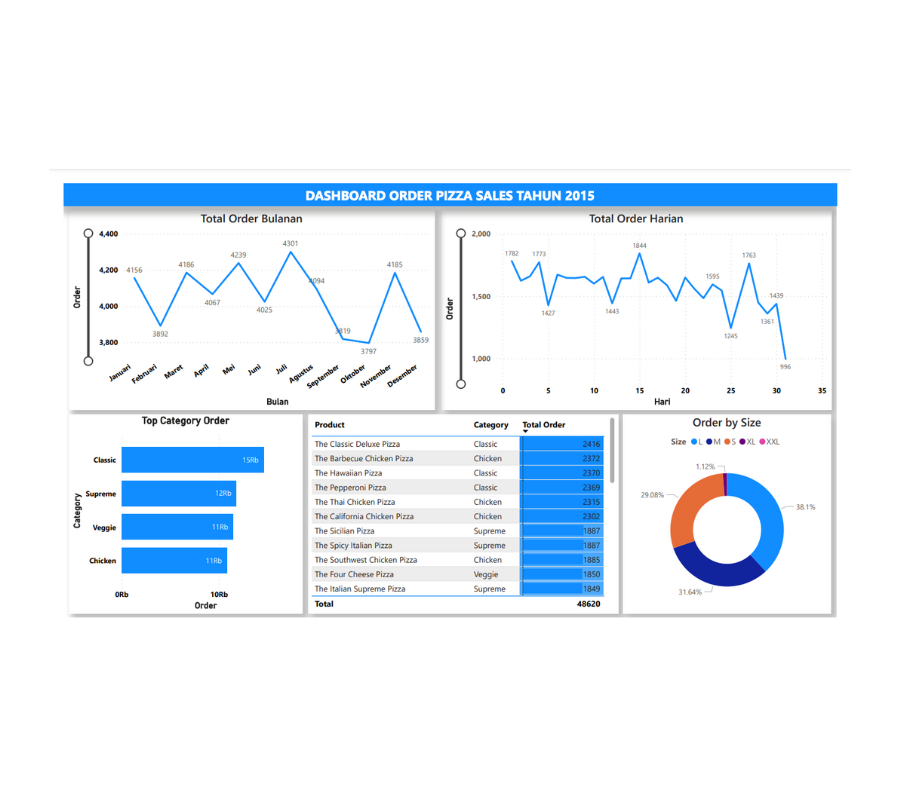 DASHBOARD ORDER PIZZA SALES TAHUN 2015
Total Order Bulanan
Order
4,400
4,200
4,000
3,800
4156
3892
4186
4067
4239
4025
4301
4094
3819
3797
4185
3859
Januari
Februari
Maret
April
Mei
Juni
Juli
Agustus
September
Oktober
November
Desember
Bulan
Total Order Harian
Order
2,000
1,500
1,000
1782
1773
1427
1443
1844
1595
1245
1763
1361
1439
996
0 5 10 15 20 25 30 35
Hari
Top Category Order
Category
Classic 15Rb
Supreme 12Rb
Veggie 11Rb
Chicken 11Rb
0Rb 10Rb
Order
Product Category Total Order
The Classic Deluxe Pizza Classic 2416
The Barbecue Chicken Pizza Chicken 2372
The Hawaiian Pizza Classic 2370
The Pepperoni Pizza Classic 2369
The Thai Chicken Pizza Chicken 2315
The California Chicken Pizza Chicken 2302
The Sicilian Pizza Supreme 1887
The Spicy Italian Pizza Supreme 1887
The Southwest Chicken Pizza Chicken 1885
The Four Cheese Pizza Veggie 1850
The Italian Supreme Pizza Supreme 1849
Total 48620
Order by Size
Size L M S XL XXL
1.12%
29.08%
38.1%
31.64%